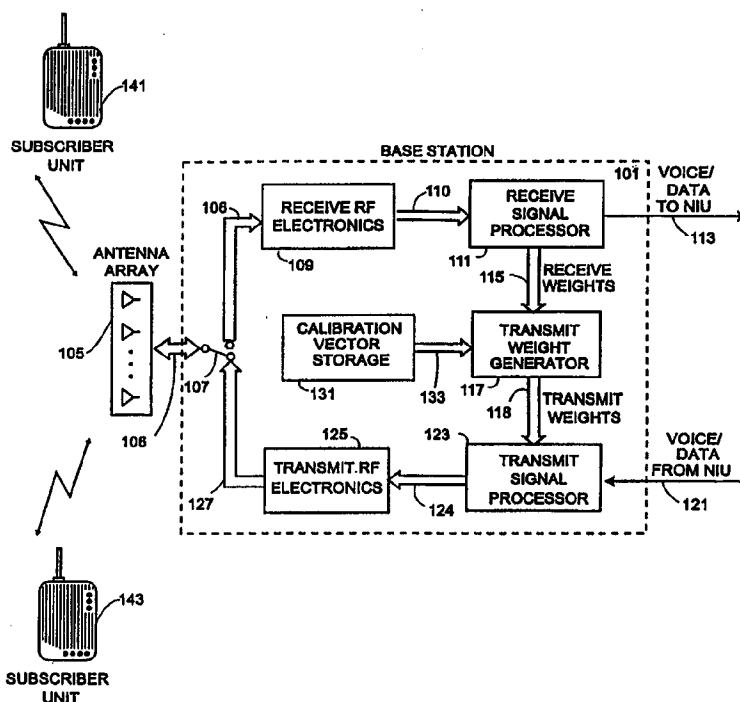 141
SUBSCRIBER
UNIT
BASE STATION
ANTENNA
ARRAY
105
106
107
106
RECEIVE RF
ELECTRONICS
109
110
RECEIVE
SIGNAL
PROCESSOR
111
101
VOICE/
DATA
TO NIU
113
115
RECEIVE
WEIGHTS
CALIBRATION
VECTOR
STORAGE
131
133
TRANSMIT
WEIGHT
GENERATOR
117
118
TRANSMIT
WEIGHTS
125
TRANSMIT.RF
ELECTRONICS
127
124
123
TRANSMIT
SIGNAL
PROCESSOR
VOICE/
DATA
FROM NIU
121
143
SUBSCRIBER
UNIT